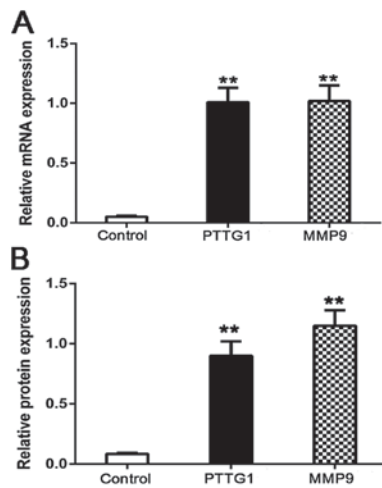 A
Relative mRNA expression
1.5
1.0
0.5
0.0
** **
Control PTTG1 MMP9
B
Relative protein expression
1.5
1.0
0.5
0.0
** **
Control PTTG1 MMP9